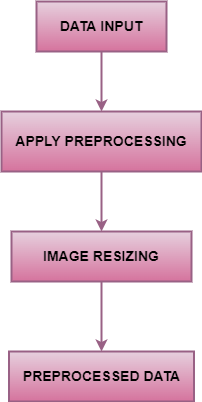 DATA INPUT
APPLY PREPROCESSING
IMAGE RESIZING
PREPROCESSED DATA